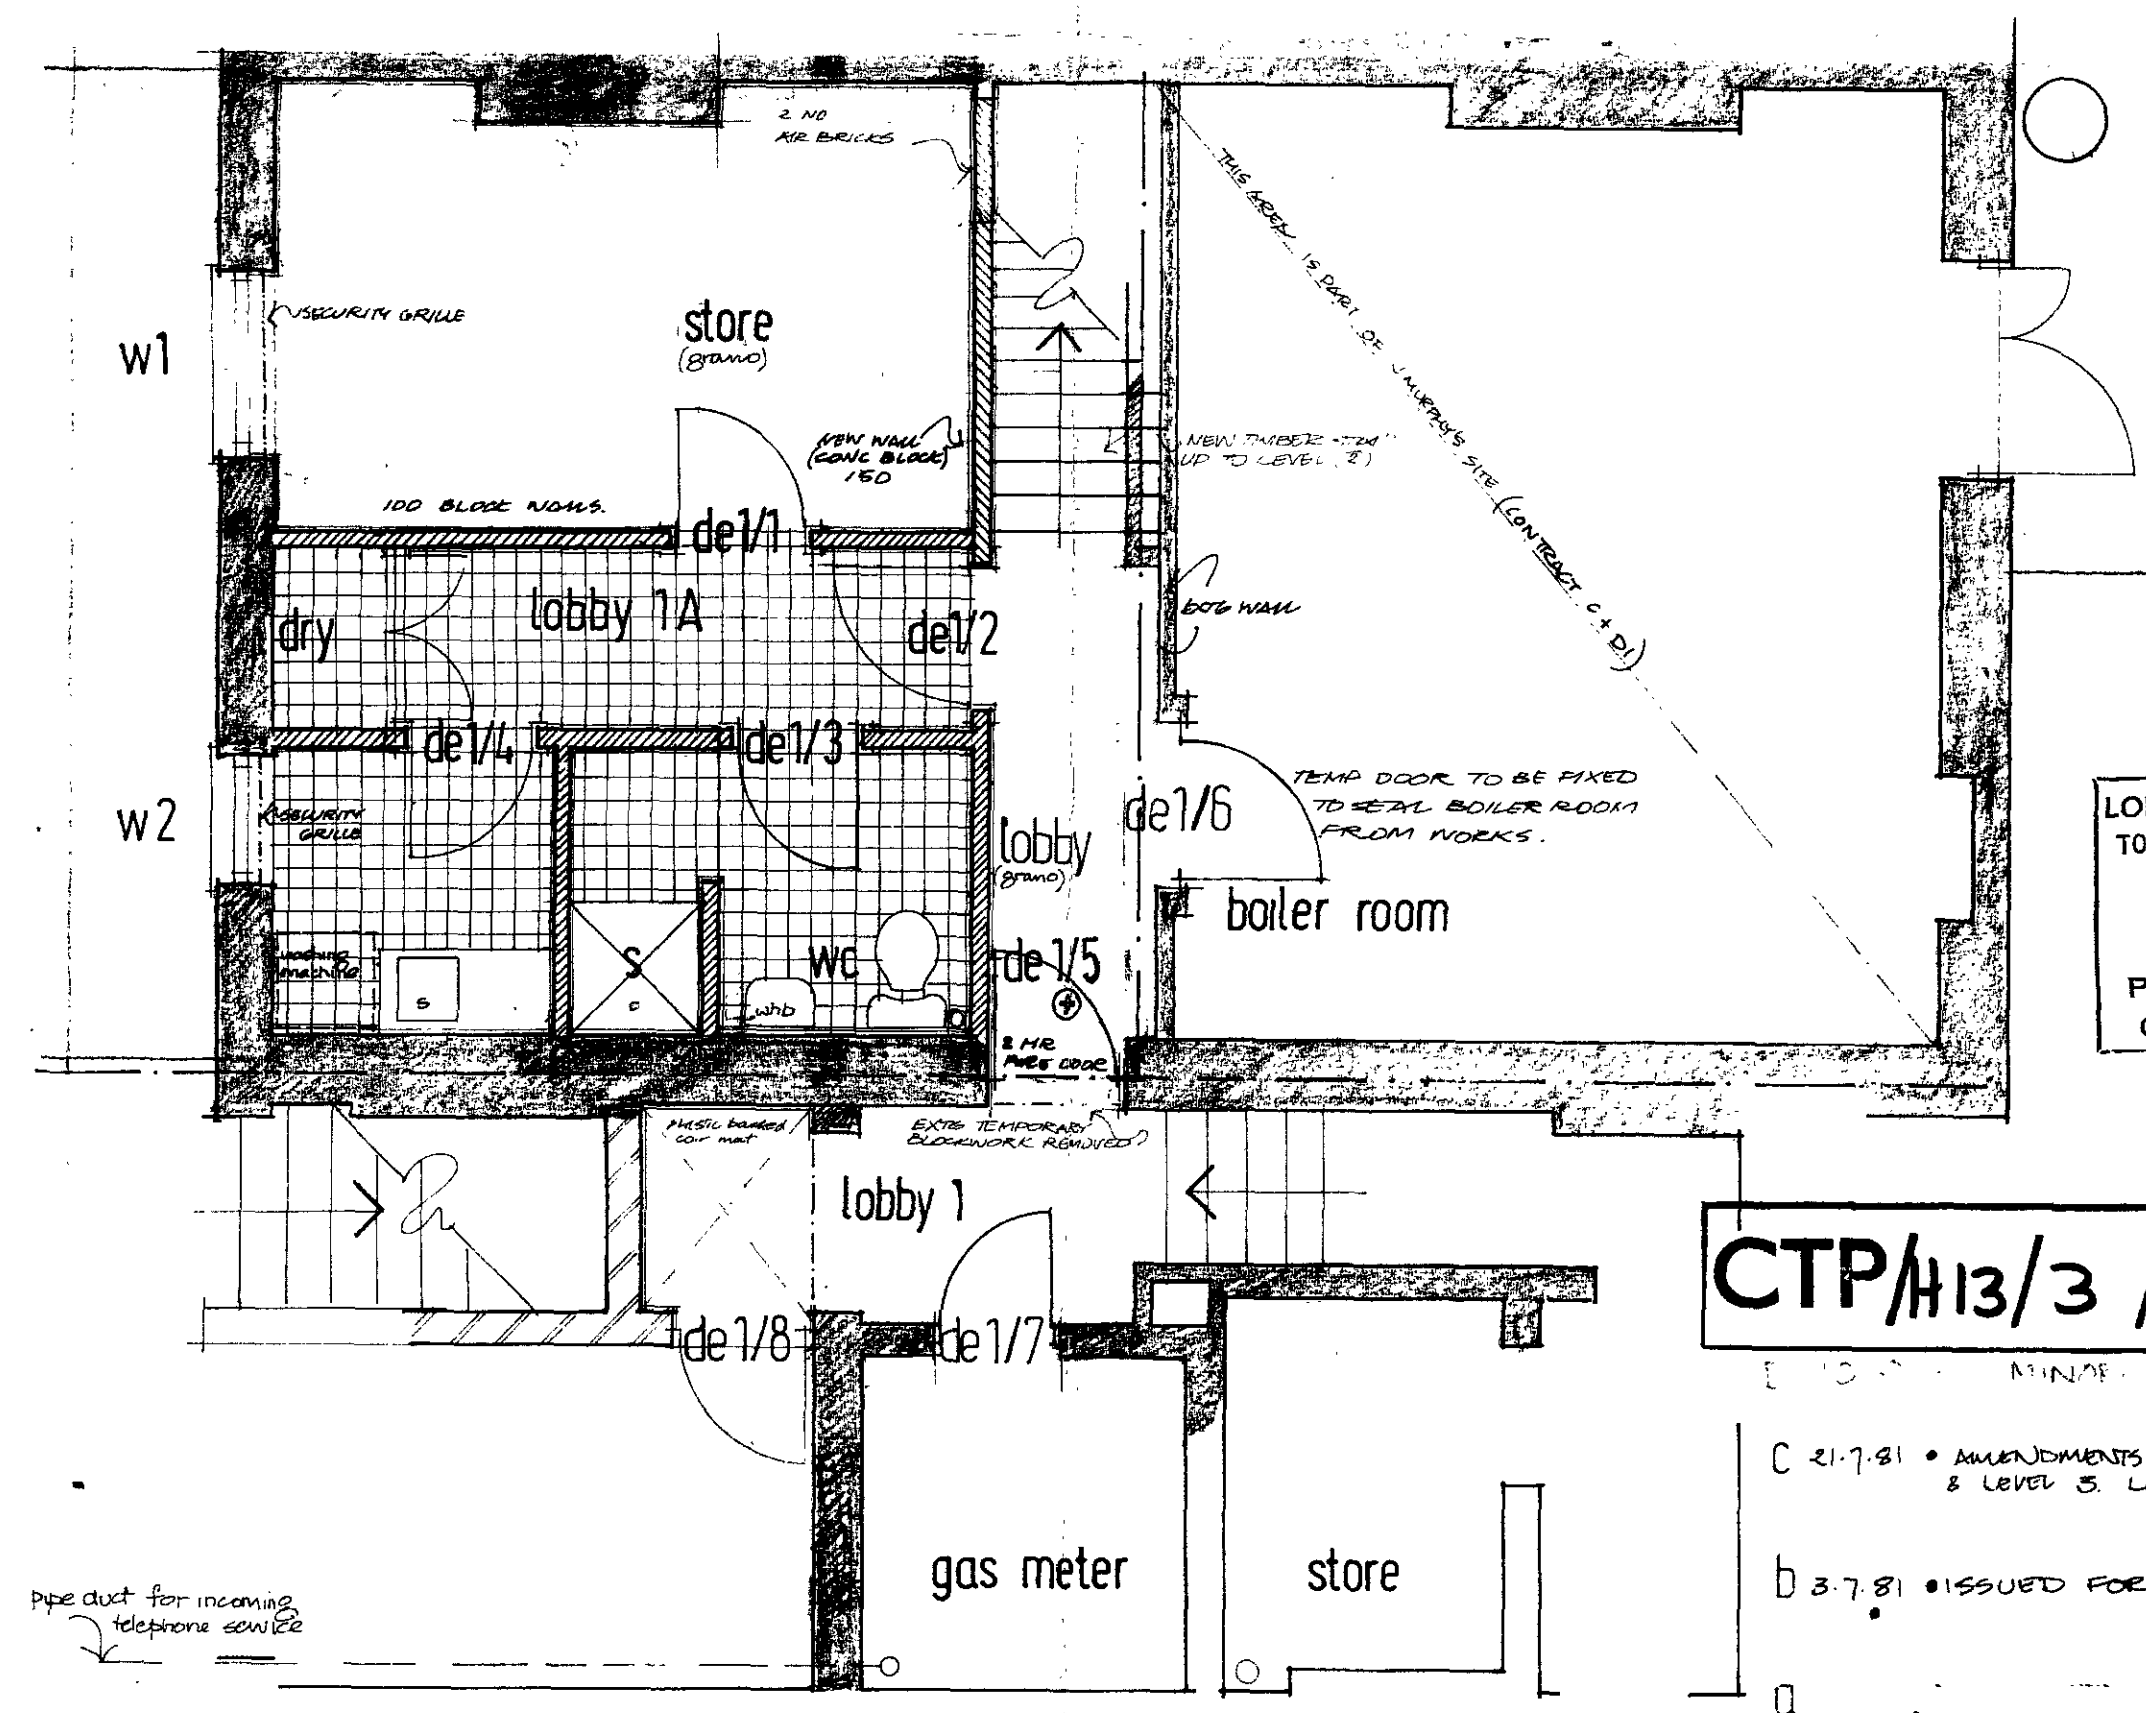 2 NO
AIR BRICKS
SECURITY GRILLE
w1
store
(grano)
NEW WALL
(CONC BLOCK)
150
100 BLOCK
de1/1
THIS AREA IS PART OF J MURPHY'S SITE (CONTRACT C + D1)
NEW TIMBER
UP TO LEVEL
dry
lobby 1A
de1/2
WALL
de1/4
de1/3
w2
SECURITY
GRILLE
de1/6
TEMP DOOR TO BE FIXED
TO SEAL BOILER ROOM
FROM WORKS.
lobby
(grano)
boiler room
washing
machine
s
S
wc
whb
de1/5
2 HR
FIRE DOOR
backed
coir mat
EXTG TEMPORARY
BLOCKWORK REMOVED
lobby 1
TO
P
CTP/H13/3 /
de1/8
de1/7
C 21.7.81 • AMENDMENTS
& LEVEL 3.
b 3.7.81 • ISSUED FOR
gas meter
store
pipe duct for incoming
telephone service
a